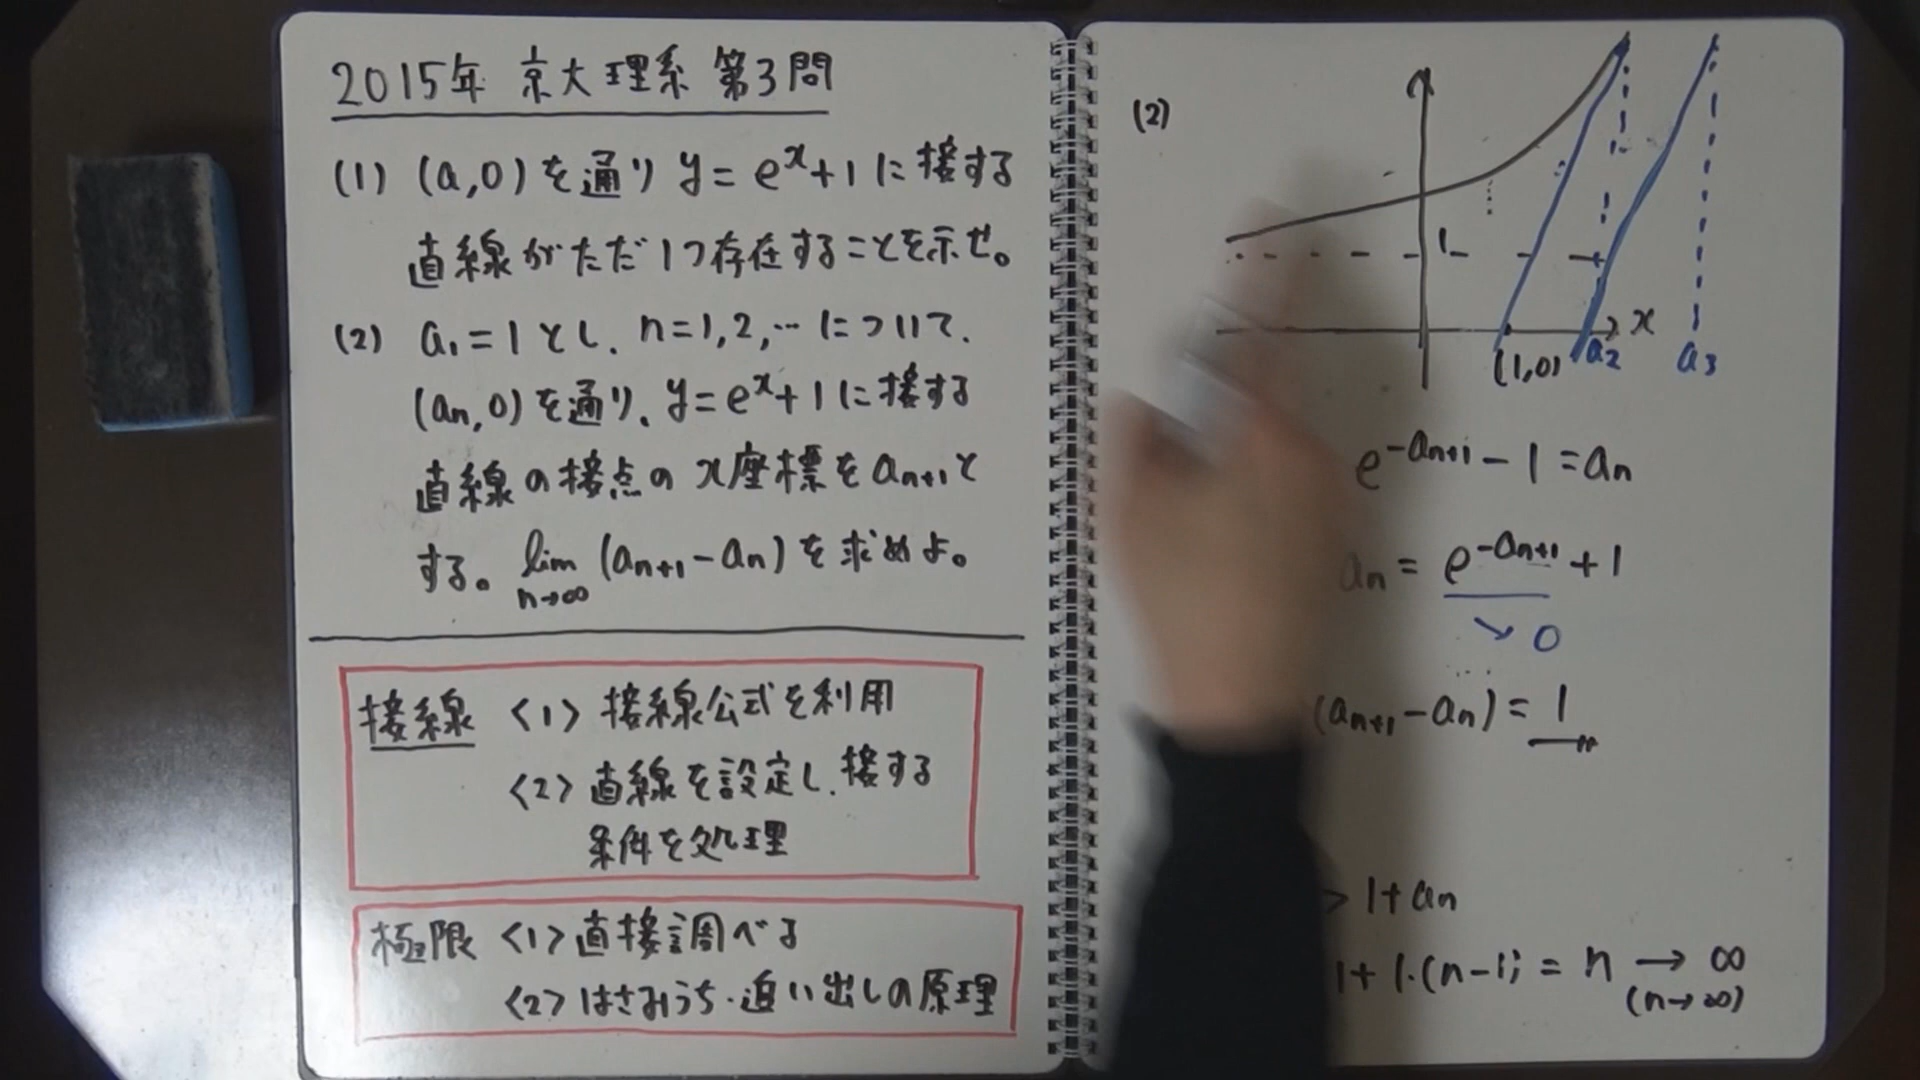 2015年 京大理系 第3問
(1) (a,0)を通り y=e^x+1に接する
直線がただ1つ存在することを示せ。
(2) a₁=1とし. n=1,2,…について.
(an,0)を通り. y=e^x+1に接する
直線の接点のx座標をan+1と
する。 lim n→∞ (an+1-an)を求めよ。
接線 <1> 接線公式を利用
<2> 直線を設定し.接する
条件を処理
極限 <1> 直接調べる
<2> はさみうち・追い出しの原理
(2)
1
x
(1,0) a2 a3
e^-an+1 - 1 = an
an = e^-an+1 + 1
↘ 0
(an+1-an) = 1
> 1+an
1+1·(n-1) = n → ∞
(n→∞)